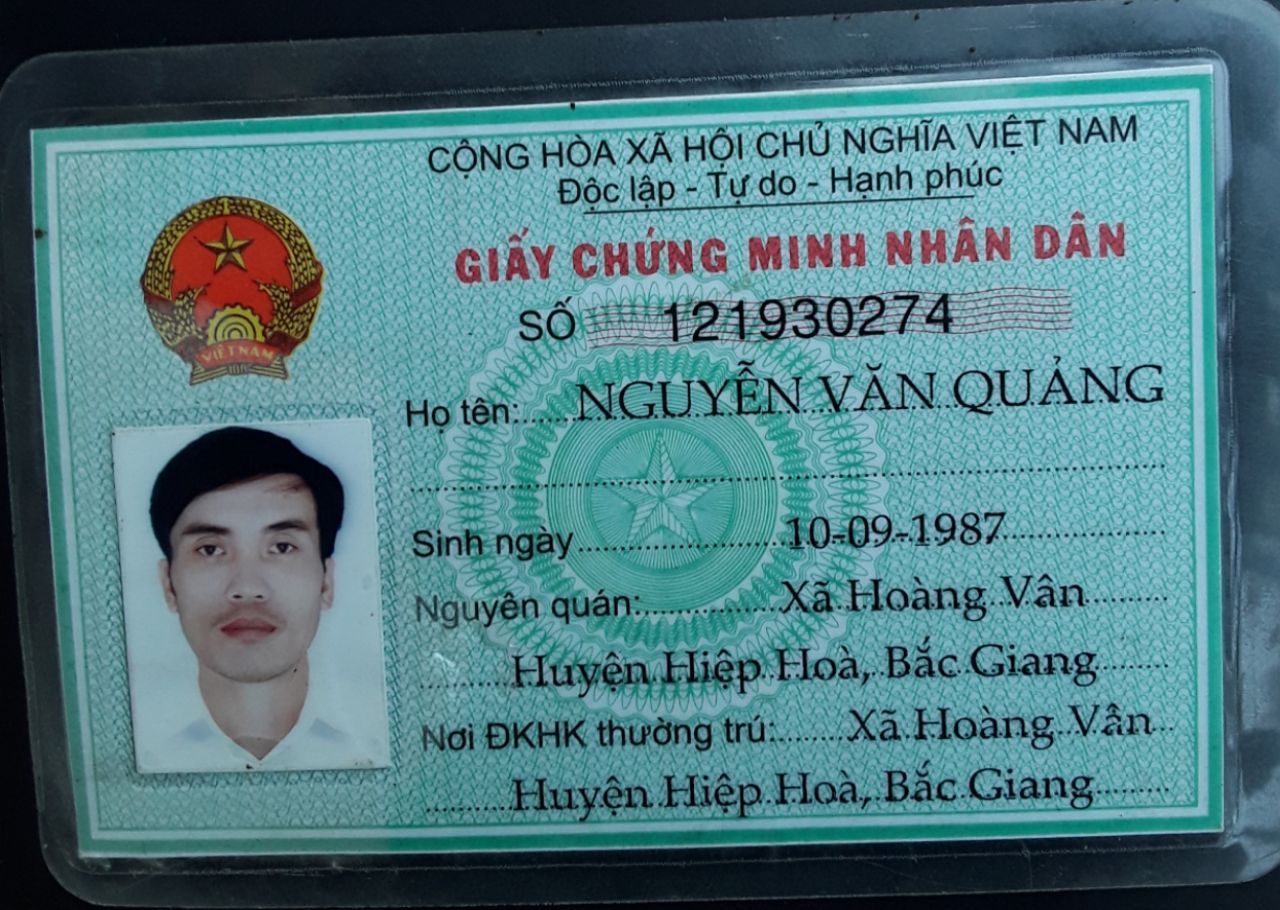 CỘNG HÒA XÃ HỘI CHỦ NGHĨA VIỆT NAM
Độc lập - Tự do - Hạnh phúc
GIẤY CHỨNG MINH NHÂN DÂN
SỐ 121930274
VIỆT NAM
Họ tên: NGUYỄN VĂN QUẢNG
Sinh ngày 10-09-1987
Nguyên quán: Xã Hoàng Vân
Huyện Hiệp Hoà, Bắc Giang
Nơi ĐKHK thường trú: Xã Hoàng Vân
Huyện Hiệp Hoà, Bắc Giang